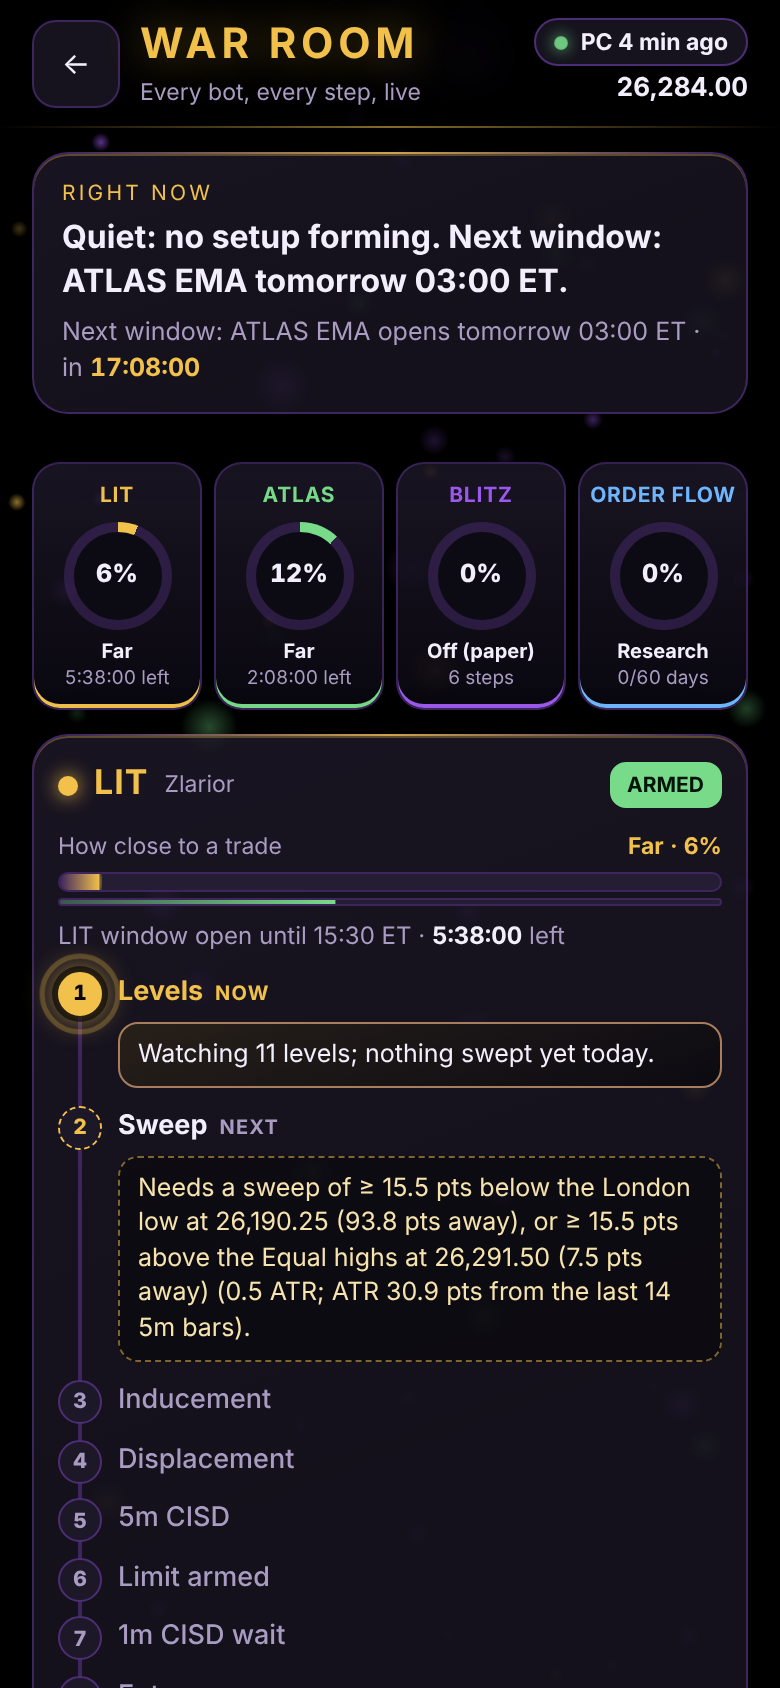 WAR ROOM
Every bot, every step, live
PC 4 min ago
26,284.00
RIGHT NOW
Quiet: no setup forming. Next window:
ATLAS EMA tomorrow 03:00 ET.
Next window: ATLAS EMA opens tomorrow 03:00 ET ·
in 17:08:00
LIT
6%
Far
5:38:00 left
ATLAS
12%
Far
2:08:00 left
BLITZ
0%
Off (paper)
6 steps
ORDER FLOW
0%
Research
0/60 days
LIT Zlarior
ARMED
How close to a trade
Far · 6%
LIT window open until 15:30 ET · 5:38:00 left
1 Levels NOW
Watching 11 levels; nothing swept yet today.
2 Sweep NEXT
Needs a sweep of ≥ 15.5 pts below the London
low at 26,190.25 (93.8 pts away), or ≥ 15.5 pts
above the Equal highs at 26,291.50 (7.5 pts
away) (0.5 ATR; ATR 30.9 pts from the last 14
5m bars).
3 Inducement
4 Displacement
5 5m CISD
6 Limit armed
7 1m CISD wait